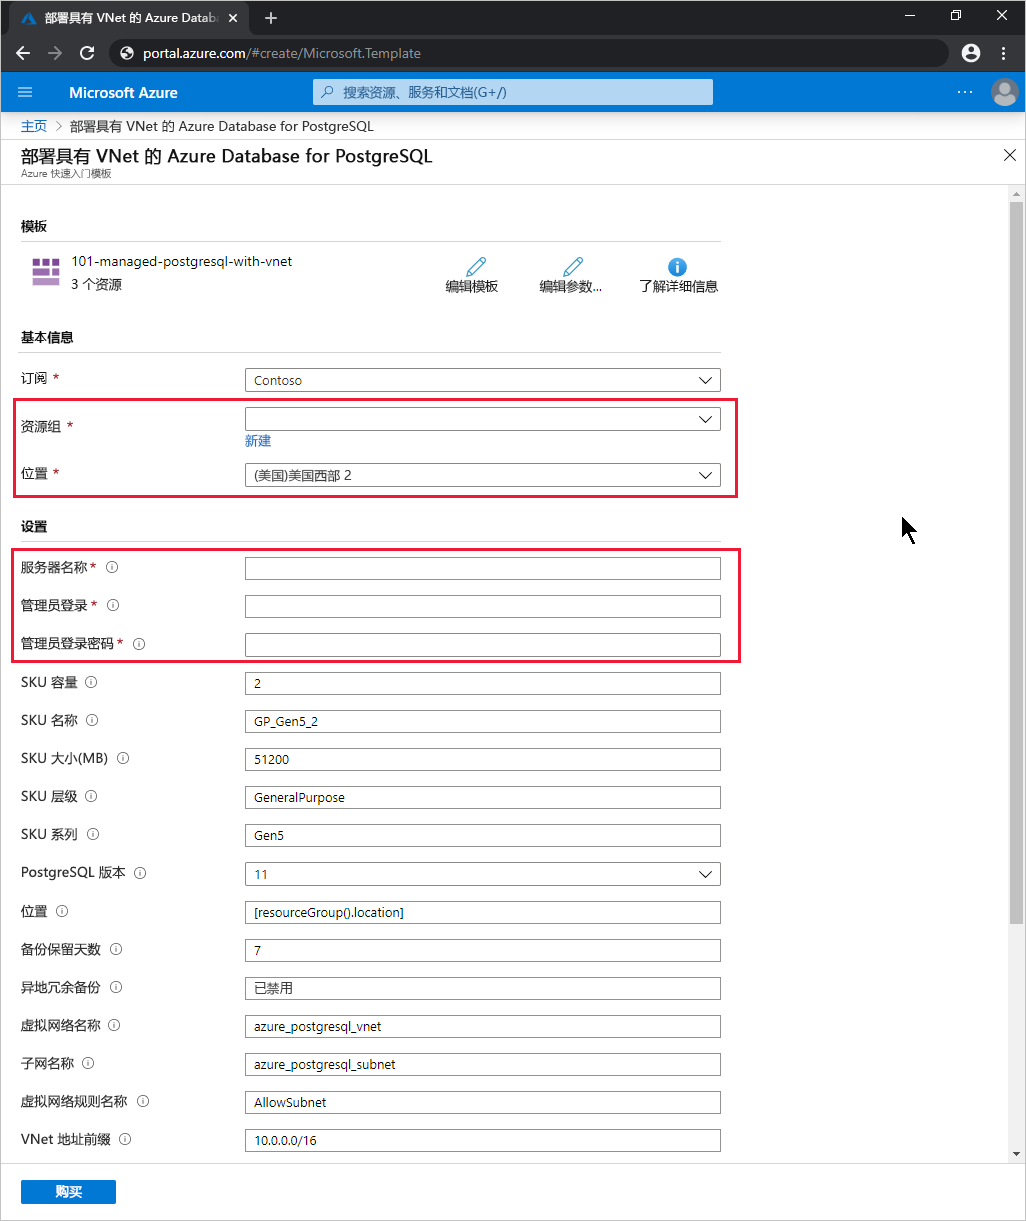 部署具有 VNet 的 Azure Datab
portal.azure.com/#create/Microsoft.Template
Microsoft Azure
搜索资源、服务和文档(G+/)
主页 > 部署具有 VNet 的 Azure Database for PostgreSQL
部署具有 VNet 的 Azure Database for PostgreSQL
Azure 快速入门模板
模板
101-managed-postgresql-with-vnet
3 个资源
编辑模板
编辑参数...
了解详细信息
基本信息
订阅 *
Contoso
资源组 *
新建
位置 *
(美国)美国西部 2
设置
服务器名称 *
管理员登录 *
管理员登录密码 *
SKU 容量
2
SKU 名称
GP_Gen5_2
SKU 大小(MB)
51200
SKU 层级
GeneralPurpose
SKU 系列
Gen5
PostgreSQL 版本
11
位置
[resourceGroup().location]
备份保留天数
7
异地冗余备份
已禁用
虚拟网络名称
azure_postgresql_vnet
子网名称
azure_postgresql_subnet
虚拟网络规则名称
AllowSubnet
VNet 地址前缀
10.0.0.0/16
购买